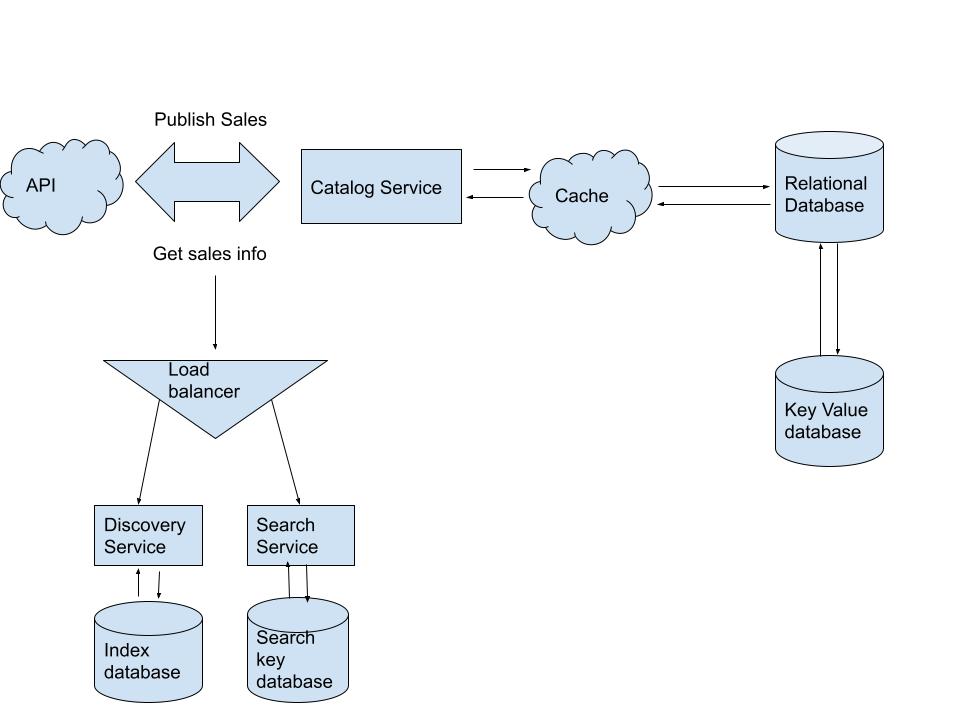 Publish Sales
API
Catalog Service
Cache
Relational
Database
Get sales info
Load
balancer
Key Value
database
Discovery
Service
Search
Service
Index
database
Search
key
database